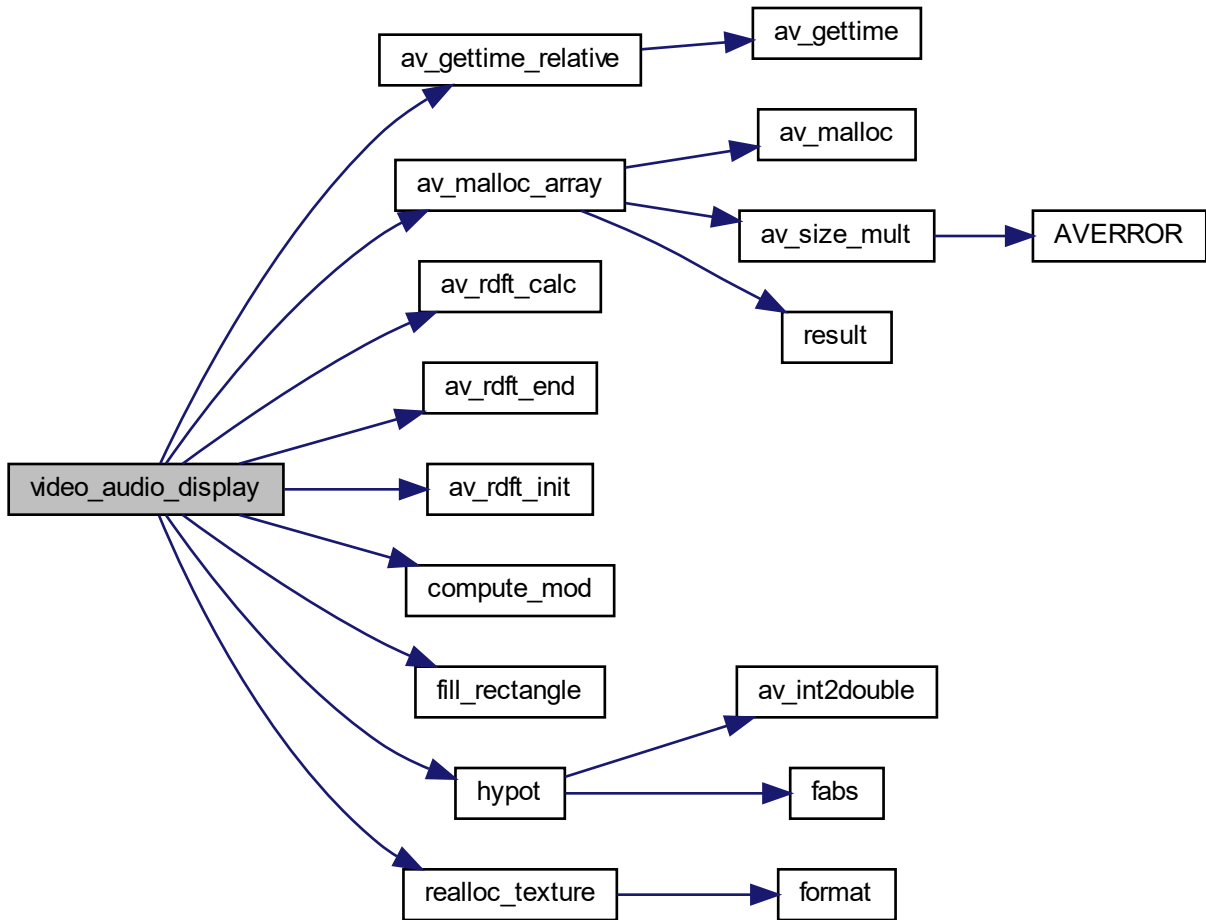 av_gettime
av_gettime_relative
av_malloc
av_malloc_array
av_size_mult
AVERROR
av_rdft_calc
result
av_rdft_end
video_audio_display
av_rdft_init
compute_mod
fill_rectangle
av_int2double
hypot
fabs
realloc_texture
format